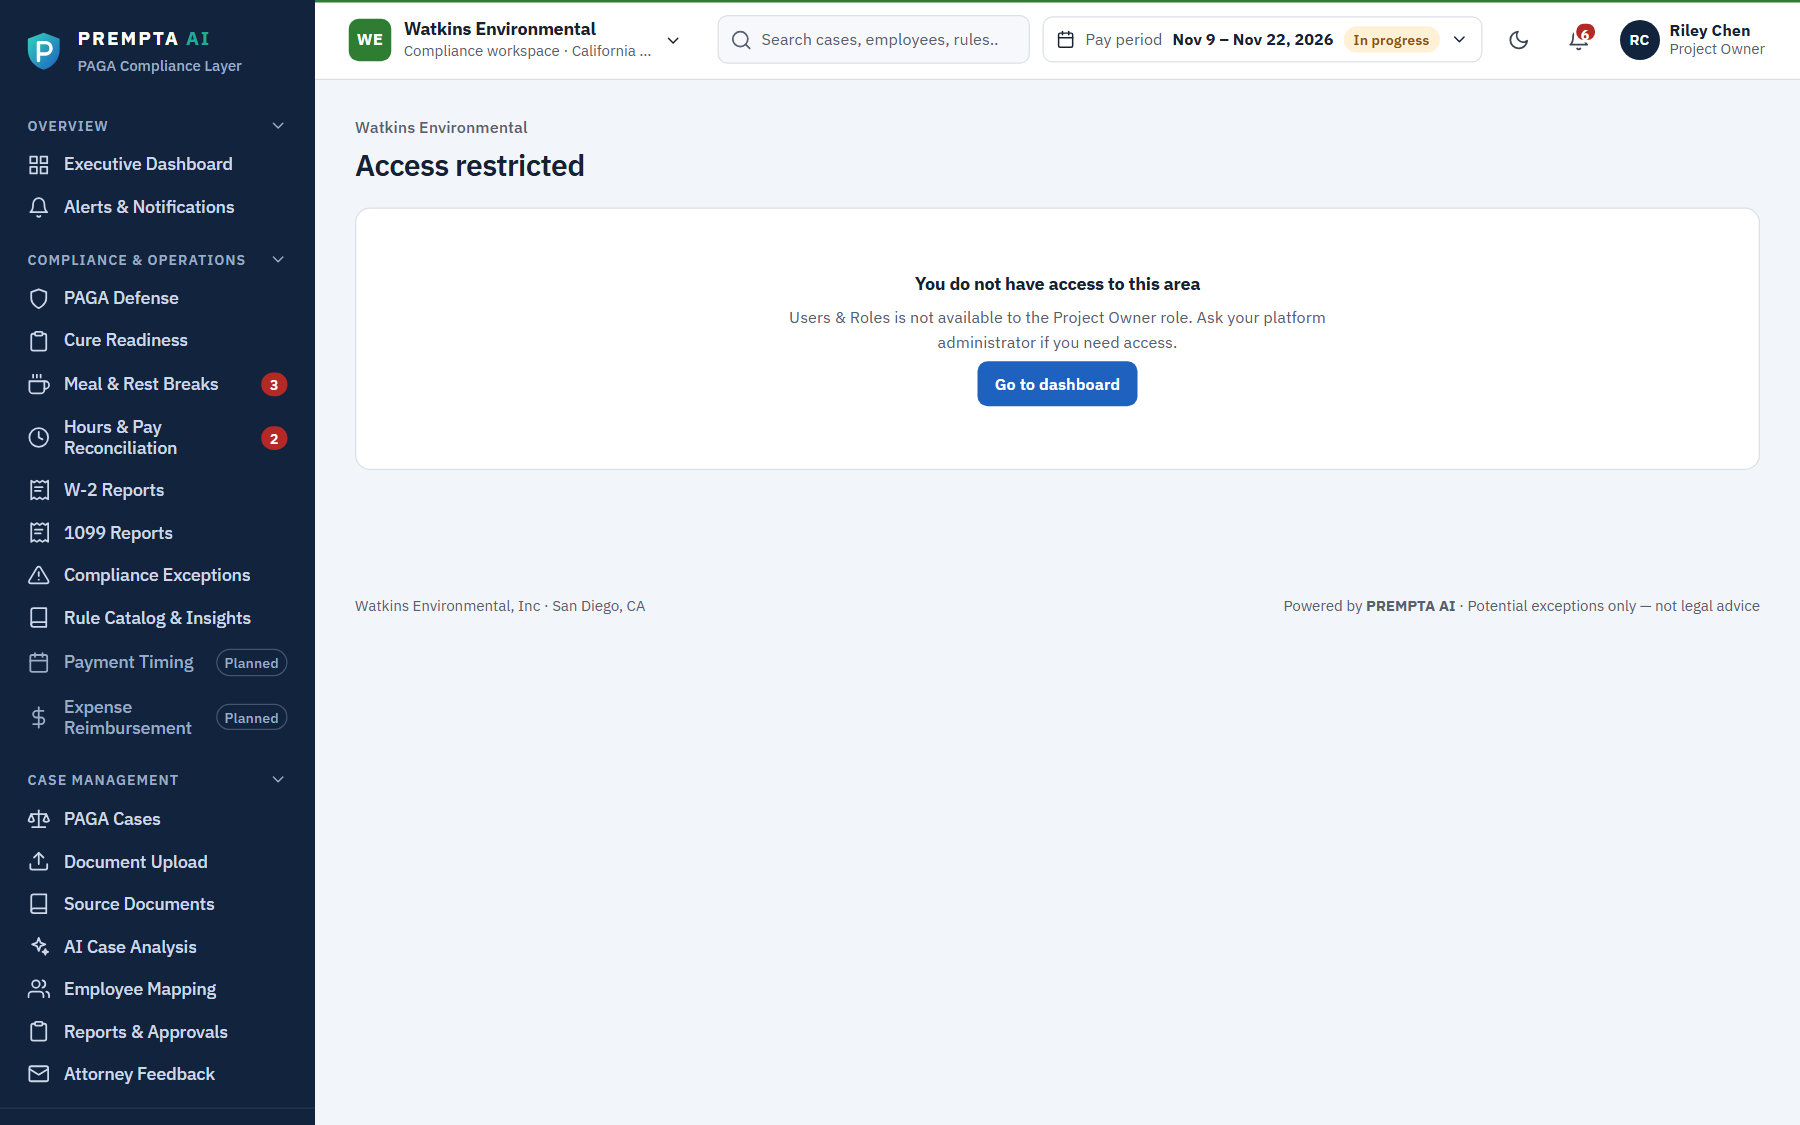 PREMPTA AI
PAGA Compliance Layer
OVERVIEW
Executive Dashboard
Alerts & Notifications
COMPLIANCE & OPERATIONS
PAGA Defense
Cure Readiness
Meal & Rest Breaks
3
Hours & Pay
Reconciliation
2
W-2 Reports
1099 Reports
Compliance Exceptions
Rule Catalog & Insights
Payment Timing
Planned
Expense
Reimbursement
Planned
CASE MANAGEMENT
PAGA Cases
Document Upload
Source Documents
AI Case Analysis
Employee Mapping
Reports & Approvals
Attorney Feedback
WE
Watkins Environmental
Compliance workspace · California ...
Search cases, employees, rules..
Pay period Nov 9 – Nov 22, 2026 In progress
6
RC
Riley Chen
Project Owner
Watkins Environmental
Access restricted
You do not have access to this area
Users & Roles is not available to the Project Owner role. Ask your platform
administrator if you need access.
Go to dashboard
Watkins Environmental, Inc · San Diego, CA
Powered by PREMPTA AI · Potential exceptions only — not legal advice